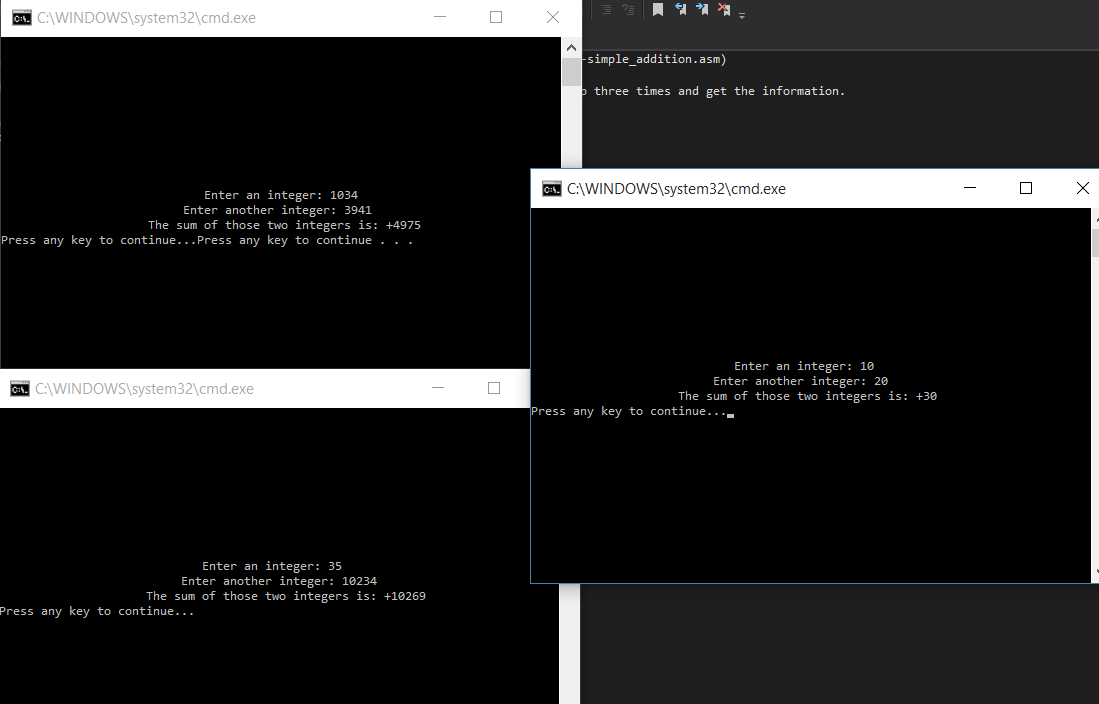 C:\WINDOWS\system32\cmd.exe
Enter an integer: 1034
Enter another integer: 3941
The sum of those two integers is: +4975
Press any key to continue...Press any key to continue . . .
-simple_addition.asm)
three times and get the information.
C:\WINDOWS\system32\cmd.exe
Enter an integer: 10
Enter another integer: 20
The sum of those two integers is: +30
Press any key to continue...
C:\WINDOWS\system32\cmd.exe
Enter an integer: 35
Enter another integer: 10234
The sum of those two integers is: +10269
Press any key to continue...